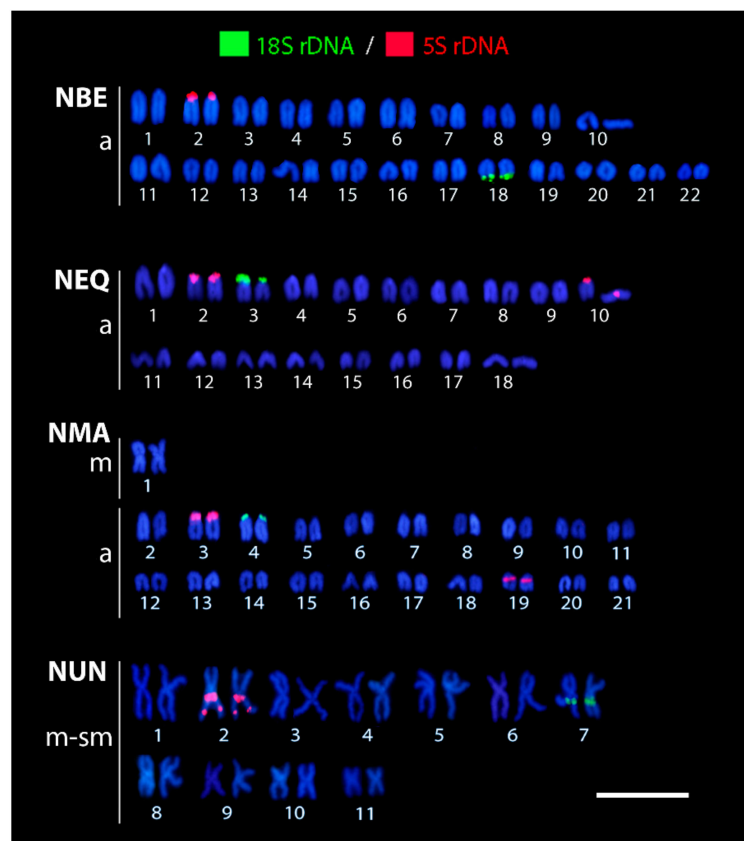 18S rDNA / 5S rDNA
NBE
a
1 2 3 4 5 6 7 8 9 10
11 12 13 14 15 16 17 18 19 20 21 22
NEQ
a
1 2 3 4 5 6 7 8 9 10
11 12 13 14 15 16 17 18
NMA
m
1
a
2 3 4 5 6 7 8 9 10 11
12 13 14 15 16 17 18 19 20 21
NUN
m-sm
1 2 3 4 5 6 7
8 9 10 11